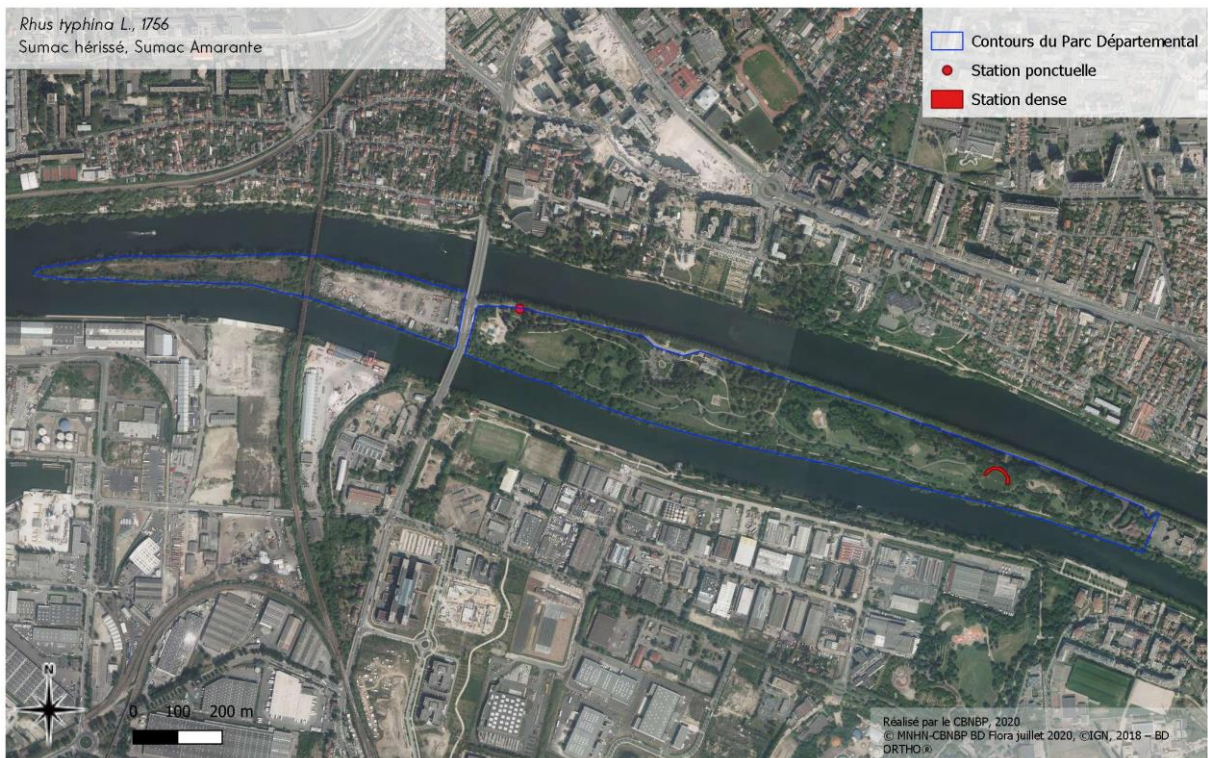 Rhus typhina L., 1756
Sumac hérissé, Sumac Amarante
Contours du Parc Départemental
Station ponctuelle
Station dense
N
0 100 200 m
Réalisé par le CBNBP, 2020
© MNHN-CBNBP BD Flora juillet 2020, ©IGN, 2018 – BD
ORTHO®